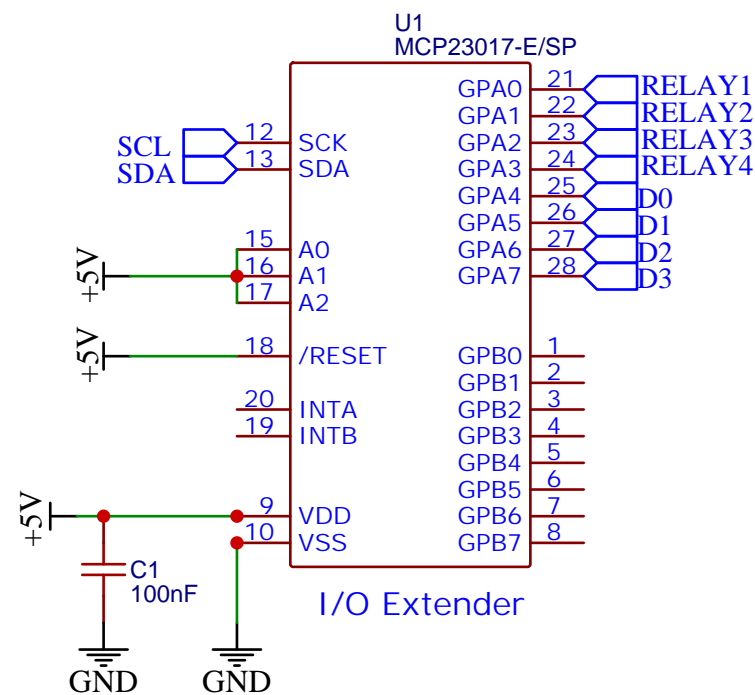 U1
MCP23017-E/SP
SCL 12 SCK
SDA 13 SDA
15 A0
+5V 16 A1
17 A2
+5V 18 /RESET
20 INTA
19 INTB
+5V 9 VDD
10 VSS
GPA0 21 RELAY1
GPA1 22 RELAY2
GPA2 23 RELAY3
GPA3 24 RELAY4
GPA4 25 D0
GPA5 26 D1
GPA6 27 D2
GPA7 28 D3
GPB0 1
GPB1 2
GPB2 3
GPB3 4
GPB4 5
GPB5 6
GPB6 7
GPB7 8
C1
100nF
I/O Extender
GND
GND